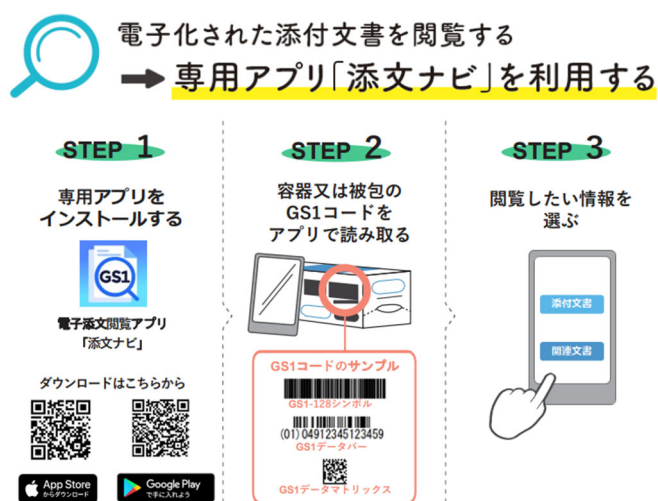 電子化された添付文書を閲覧する
➡専用アプリ「添文ナビ」を利用する
STEP 1
専用アプリを
インストールする
GS1
電子添文閲覧アプリ
「添文ナビ」
ダウンロードはこちらから
App Store
からダウンロード
Google Play
で手に入れよう
STEP 2
容器又は被包の
GS1コードを
アプリで読み取る
GS1コードのサンプル
GS1-128シンボル
(01) 04912345123459
GS1データバー
GS1データマトリックス
STEP 3
閲覧したい情報を
選ぶ
添付文書
関連文書